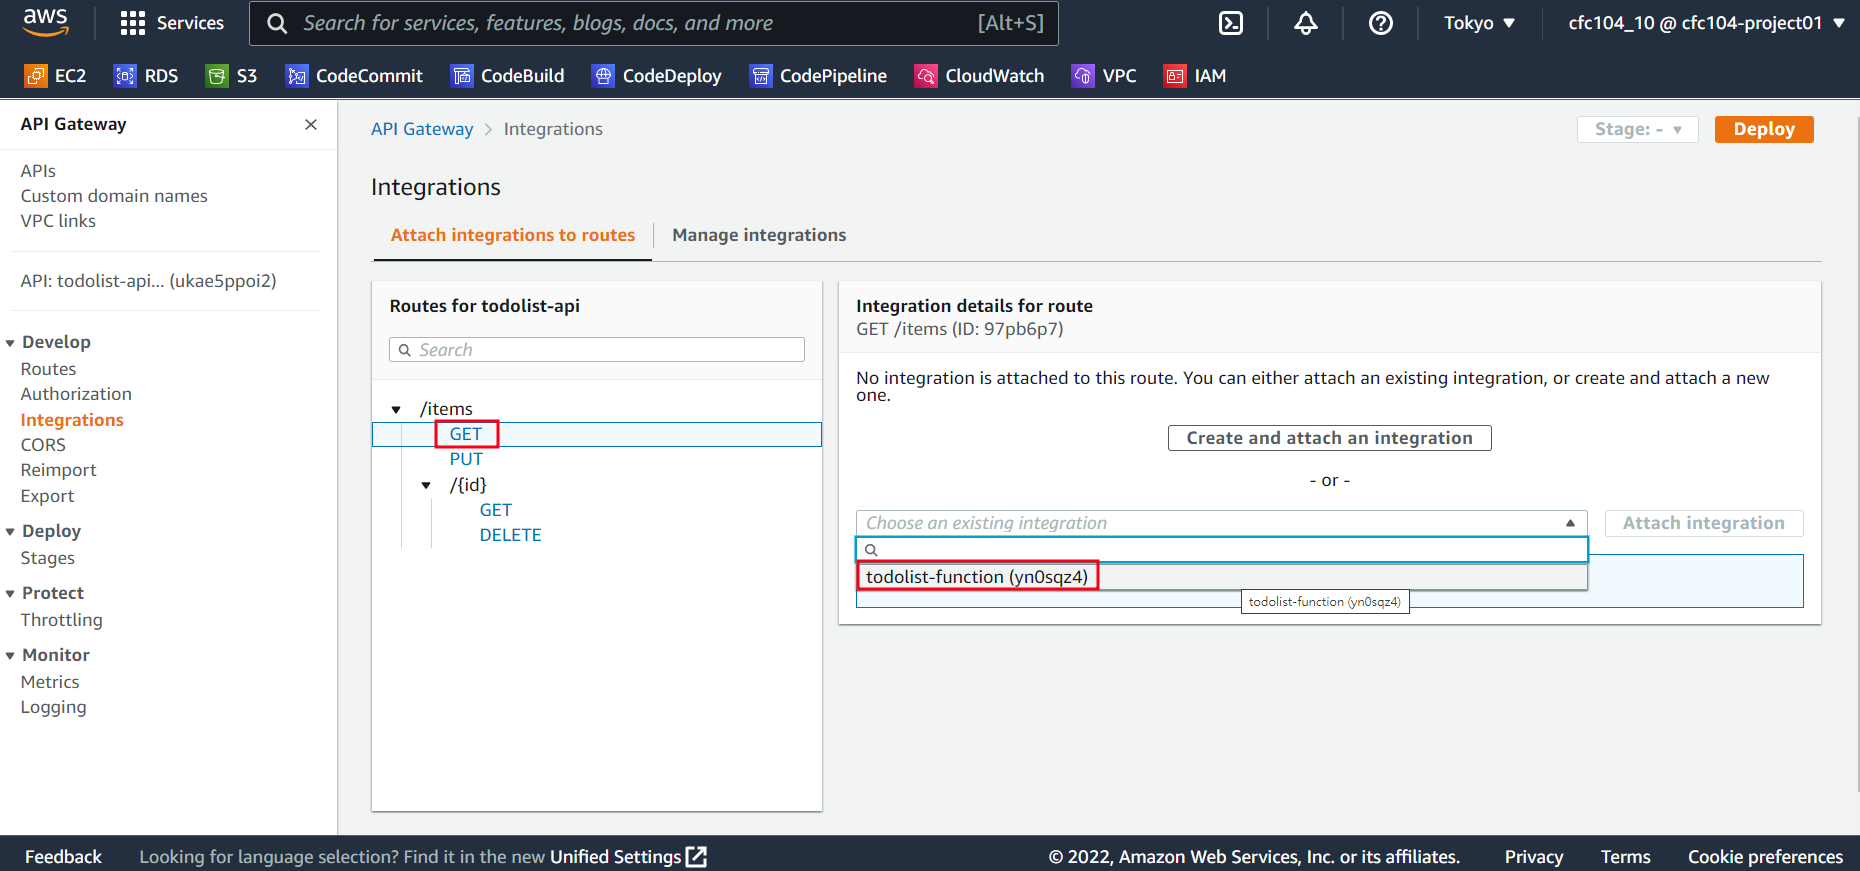 aws
Services
Search for services, features, blogs, docs, and more
[Alt+S]
Tokyo
cfc104_10 @ cfc104-project01
EC2
RDS
S3
CodeCommit
CodeBuild
CodeDeploy
CodePipeline
CloudWatch
VPC
IAM
API Gateway
APIs
Custom domain names
VPC links
API: todolist-api... (ukae5ppoi2)
Develop
Routes
Authorization
Integrations
CORS
Reimport
Export
Deploy
Stages
Protect
Throttling
Monitor
Metrics
Logging
API Gateway
Integrations
Stage: -
Deploy
Integrations
Attach integrations to routes
Manage integrations
Routes for todolist-api
Search
/items
GET
PUT
/{id}
GET
DELETE
Integration details for route
GET /items (ID: 97pb6p7)
No integration is attached to this route. You can either attach an existing integration, or create and attach a new
one.
Create and attach an integration
- or -
Choose an existing integration
Attach integration
todolist-function (yn0sqz4)
todolist-function (yn0sqz4)
Feedback
Looking for language selection? Find it in the new Unified Settings
© 2022, Amazon Web Services, Inc. or its affiliates.
Privacy
Terms
Cookie preferences